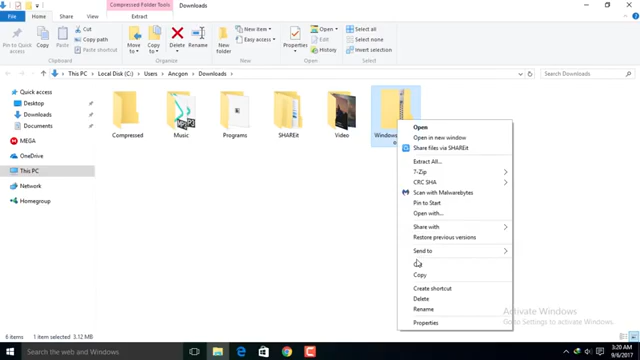 Compressed Folder Tools
Downloads
File
Home
Share
View
Extract
Pin to Quick access
Copy
Paste
Cut
Copy path
Paste shortcut
Clipboard
Move to
Copy to
Delete
Rename
Organize
New folder
New item
Easy access
New
Properties
Open
Edit
History
Open
Select all
Select none
Invert selection
Select
This PC
Local Disk (C:)
Users
Downloads
Search Downloads
Quick access
Desktop
Downloads
Documents
MEGA
OneDrive
This PC
Network
Homegroup
Compressed
Music
Programs
SHAREit
Video
Windows
Open
Open in new window
Share files via SHAREit
Extract All...
7-Zip
CRC SHA
Scan with Malwarebytes
Pin to Start
Open with...
Share with
Restore previous versions
Send to
Copy
Create shortcut
Delete
Rename
Properties
Activate Windows
Go to Settings to activate Windows.
6 items
1 item selected 3.12 MB
Search the web and Windows
3:20 AM
9/6/2017